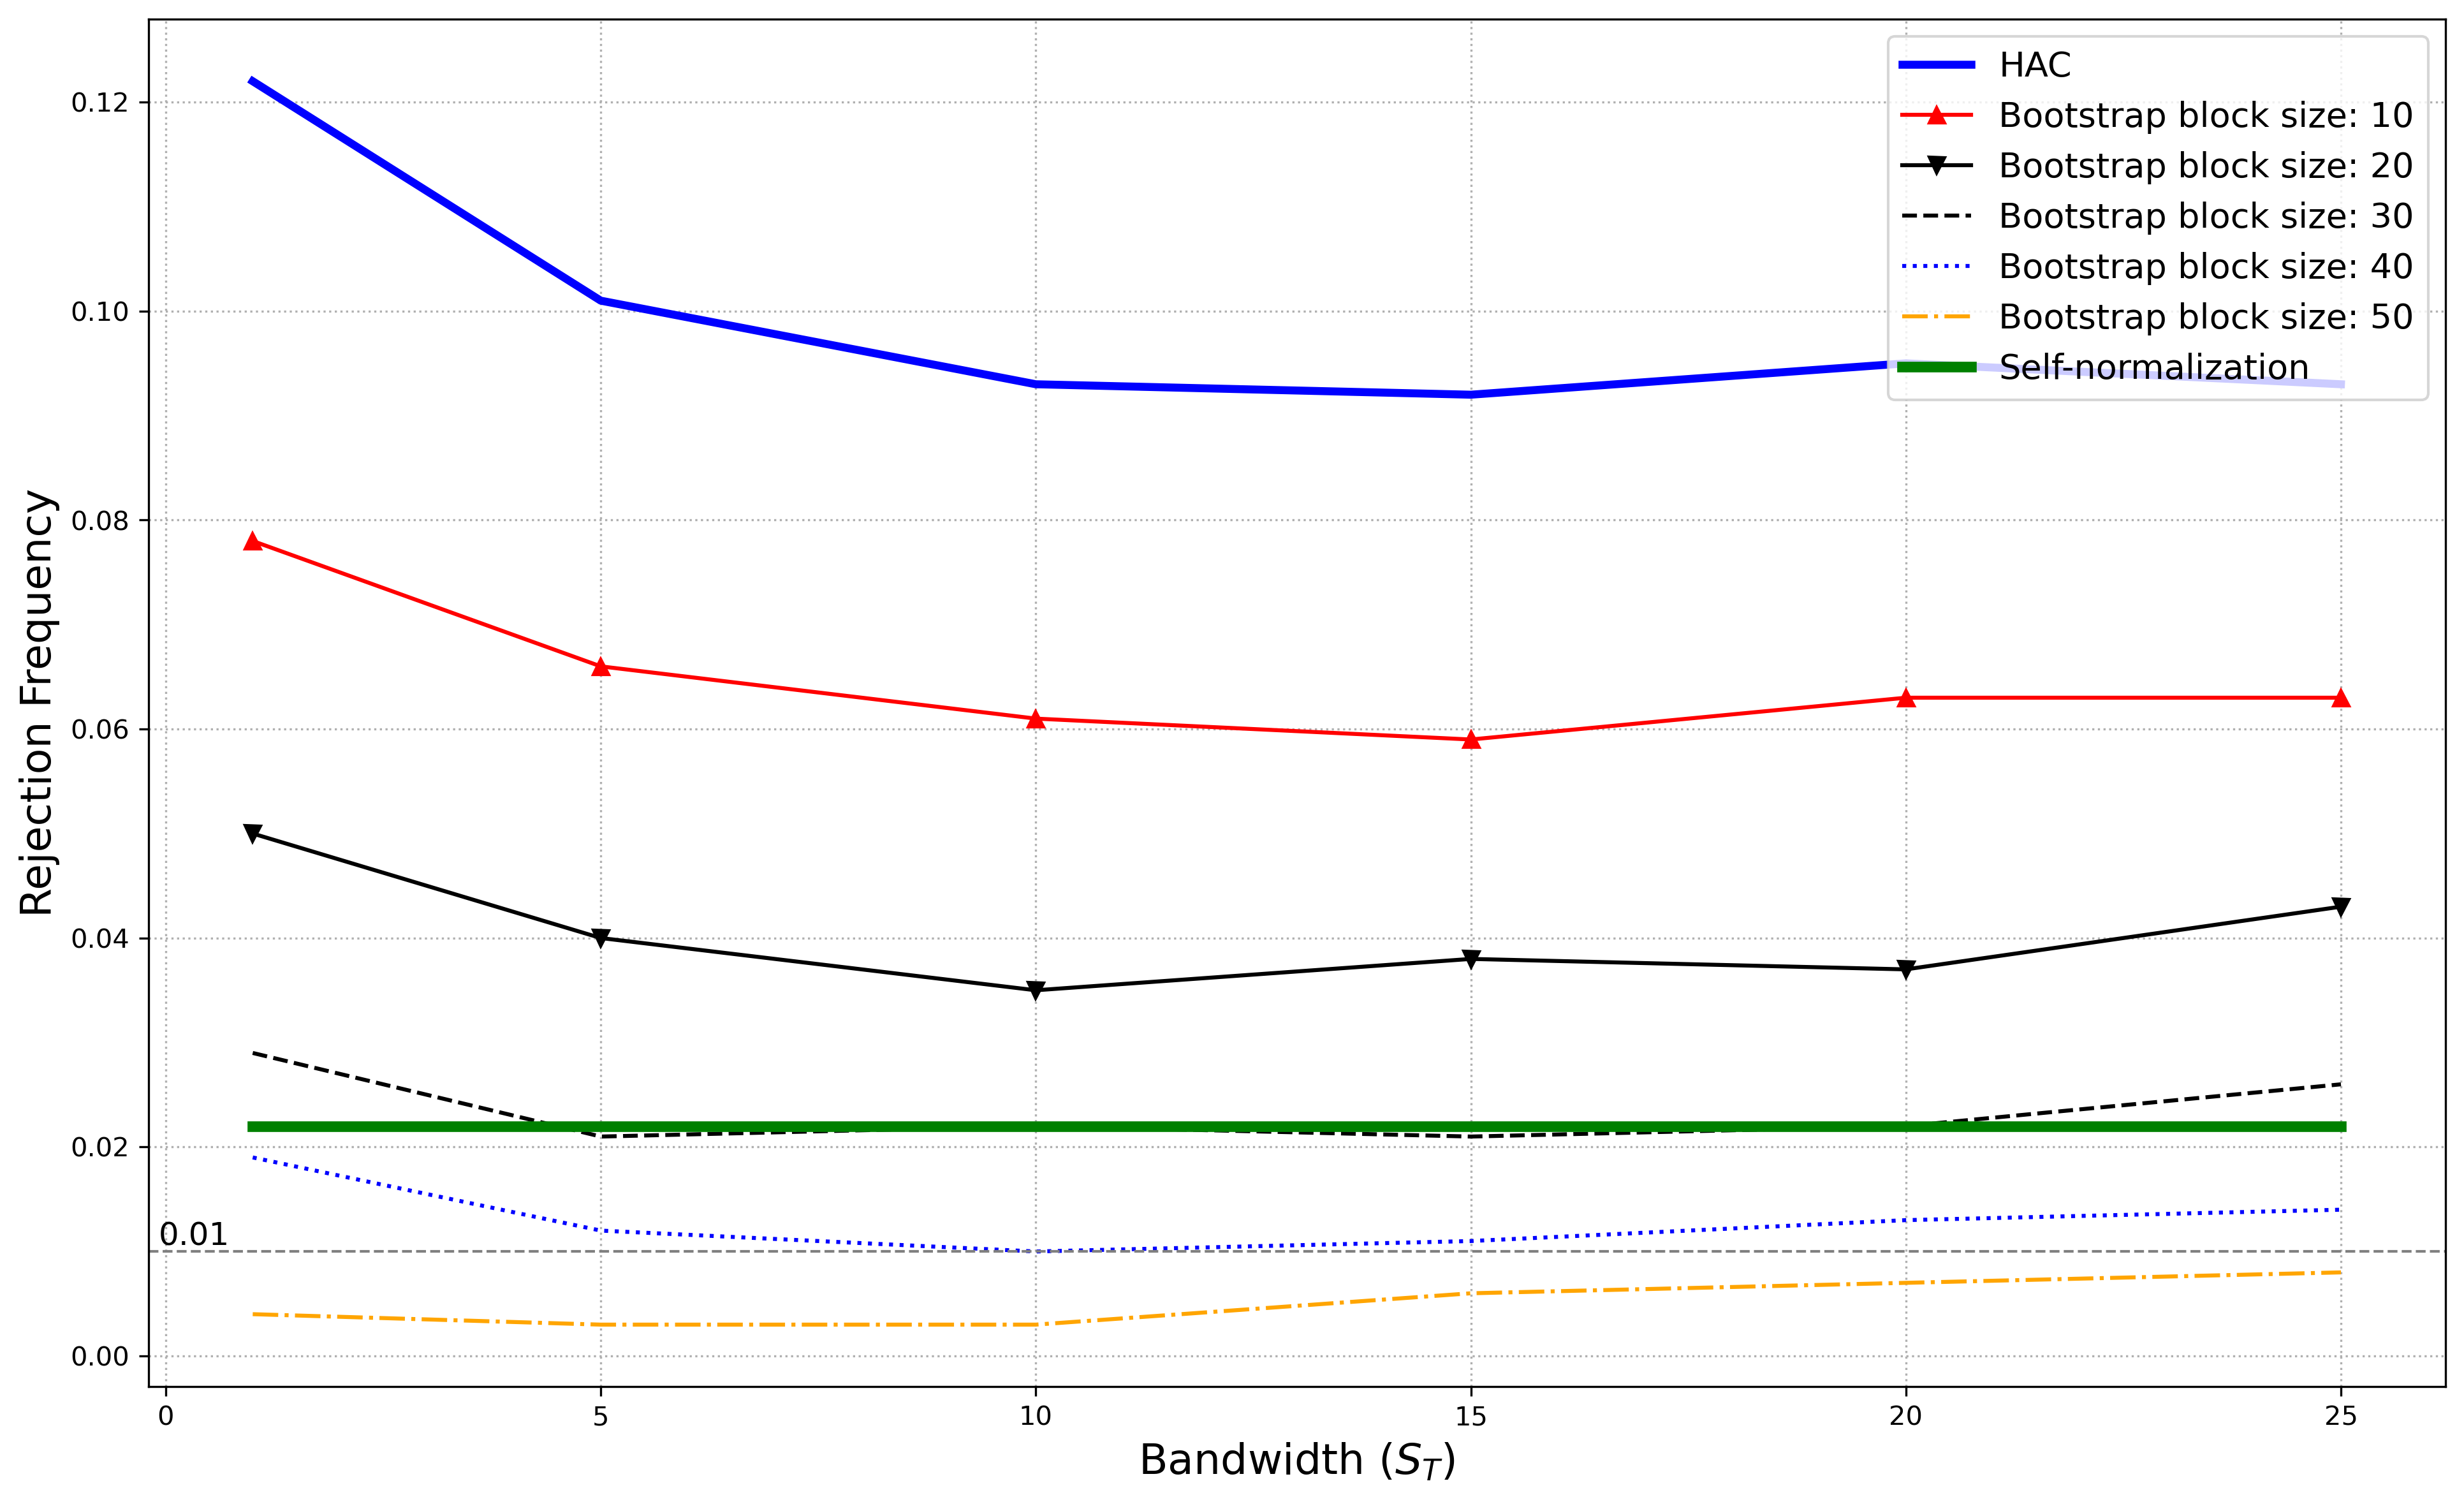 HAC
Bootstrap block size: 10
Bootstrap block size: 20
Bootstrap block size: 30
Bootstrap block size: 40
Bootstrap block size: 50
Self-normalization
Rejection Frequency
0.12
0.10
0.08
0.06
0.04
0.02
0.01
0.00
0 5 10 15 20 25
Bandwidth (S_T)